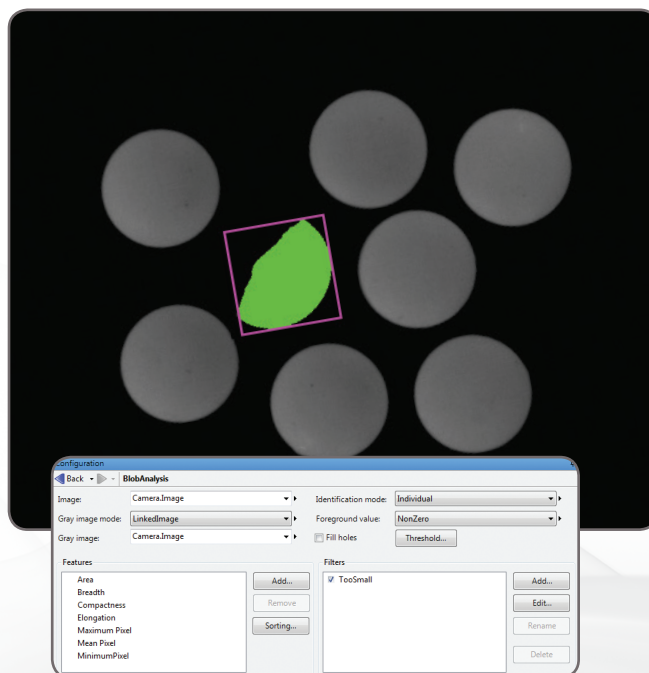 Configuration
Back BlobAnalysis
Image: Camera.Image Identification mode: Individual
Gray image mode: LinkedImage Foreground value: NonZero
Gray image: Camera.Image Fill holes Threshold...
Features Filters
Area Add... TooSmall Add...
Breadth
Compactness Remove Edit...
Elongation
Maximum Pixel Sorting... Rename
Mean Pixel
MinimumPixel Delete